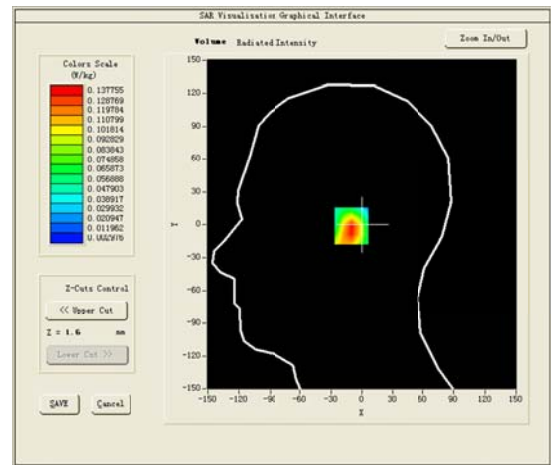 SAR Visualisation Graphical Interface
Volume Radiated Intensity
Zoom In/Out
Colors Scale
(W/kg)
0.137755
0.128769
0.119784
0.110799
0.101814
0.092829
0.083843
0.074858
0.065873
0.056888
0.047903
0.038917
0.029932
0.020947
0.011962
0.002976
150
120
90
60
30
0
-30
-60
-90
-120
-150
Y
-150 -120 -90 -60 -30 0 30 60 90 120 150
X
Z-Cuts Control
<< Upper Cut
Z = 1.6 mm
Lower Cut >>
SAVE Cancel